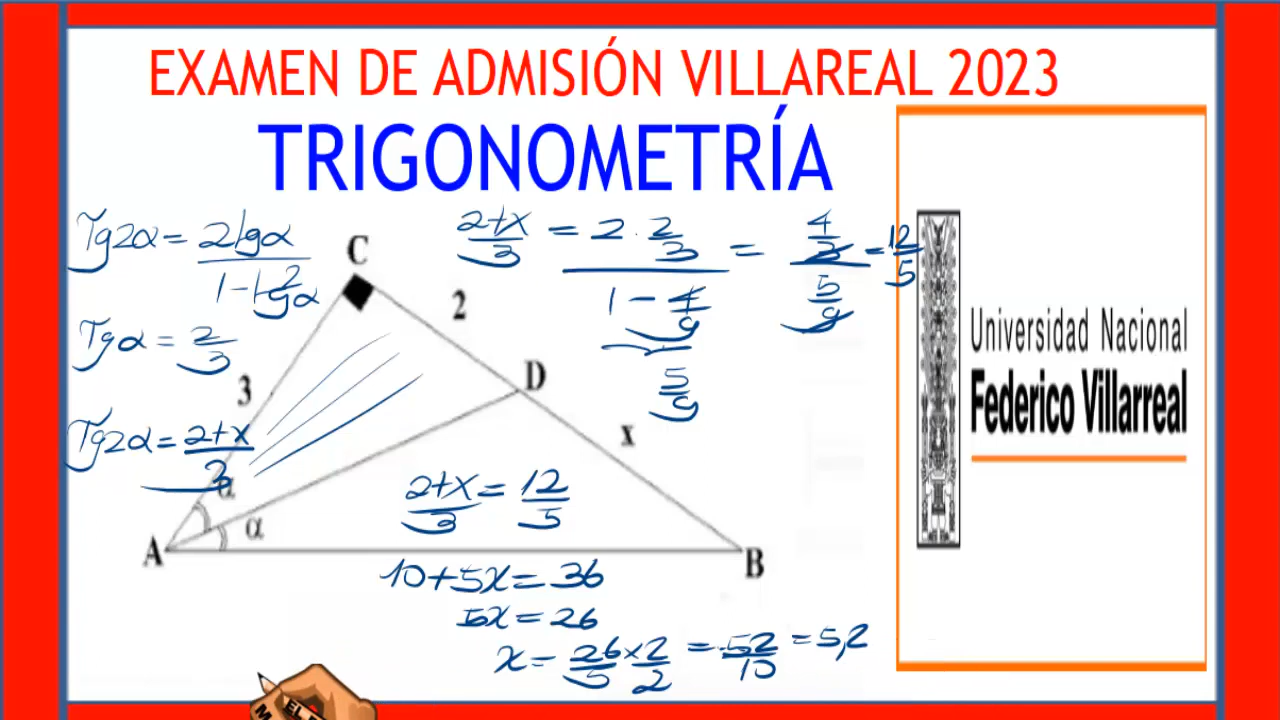 EXAMEN DE ADMISIÓN VILLAREAL 2023
TRIGONOMETRÍA
Tg2α = 2tgα / 1 - tg²α
Tgα = 2/3
Tg2α = 2+x / 3
2+x / 3 = 2 · 2/3 / 1 - 4/9 = 4/3 / 5/9 = 12/5
5/9
C
2
3
D
x
α
α
A
B
2+x / 3 = 12/5
10+5x = 36
5x = 26
x = 26/5 × 2/2 = 52/10 = 5,2
Universidad Nacional
Federico Villarreal